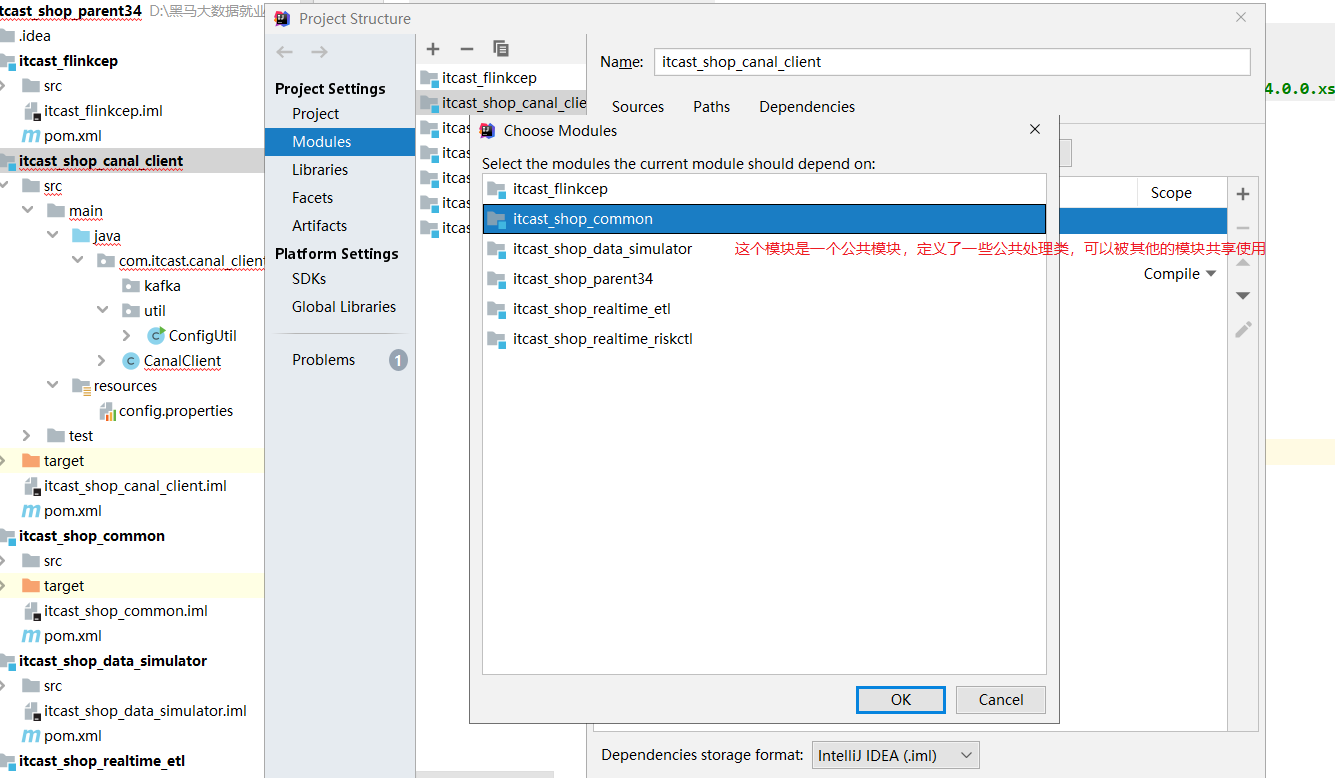 tcast_shop_parent34 D:\黑马大数据就业
.idea
itcast_flinkcep
src
itcast_flinkcep.iml
pom.xml
itcast_shop_canal_client
src
main
java
com.itcast.canal_client
kafka
util
ConfigUtil
CanalClient
resources
config.properties
test
target
itcast_shop_canal_client.iml
pom.xml
itcast_shop_common
src
target
itcast_shop_common.iml
pom.xml
itcast_shop_data_simulator
src
itcast_shop_data_simulator.iml
pom.xml
itcast_shop_realtime_etl
Project Structure
Project Settings
Project
Modules
Libraries
Facets
Artifacts
Platform Settings
SDKs
Global Libraries
Problems 1
itcast_flinkcep
itcast_shop_canal_clie
itcas
itcas
itcas
itcas
itcas
Name: itcast_shop_canal_client
Sources Paths Dependencies
4.0.0.xs
Scope
Compile
Choose Modules
Select the modules the current module should depend on:
itcast_flinkcep
itcast_shop_common
itcast_shop_data_simulator
这个模块是一个公共模块，定义了一些公共处理类，可以被其他的模块共享使用
itcast_shop_parent34
itcast_shop_realtime_etl
itcast_shop_realtime_riskctl
OK Cancel
Dependencies storage format: IntelliJ IDEA (.iml)